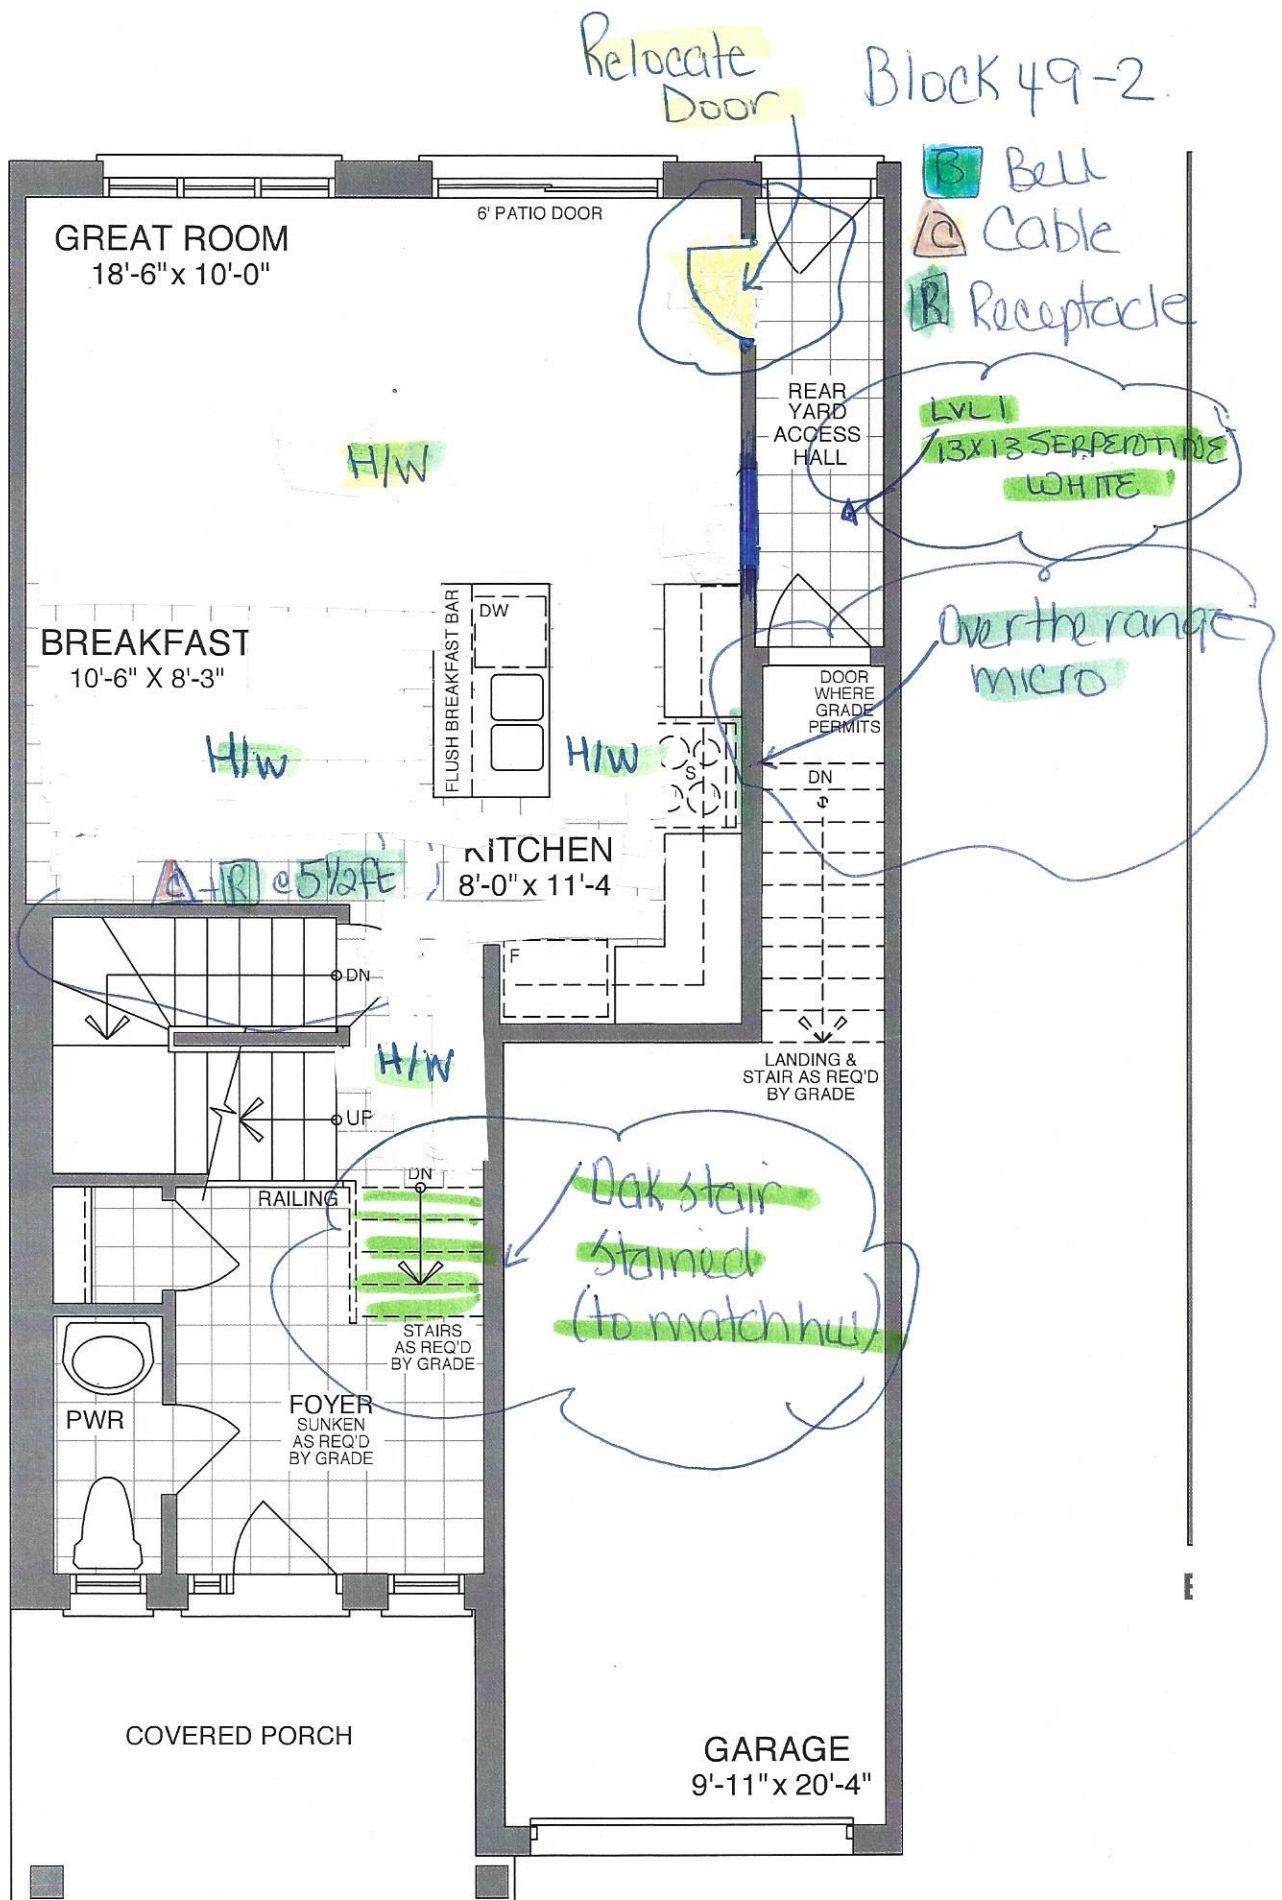 Relocate
Door
Block 49-2.
B Bell
C Cable
R Receptacle
6' PATIO DOOR
GREAT ROOM
18'-6" x 10'-0"
REAR
YARD
ACCESS
HALL
LVL 1
13X13 SERPENTINE
WHITE
H/W
BREAKFAST
10'-6" X 8'-3"
FLUSH BREAKFAST BAR
DW
Over the range
micro
DOOR
WHERE
GRADE
PERMITS
H/W
H/W
S
DN
KITCHEN
8'-0" x 11'-4
C + R @ 5 1/2 ft
F
DN
H/W
LANDING &
STAIR AS REQ'D
BY GRADE
UP
DN
RAILING
Oak stair
Stained
(to match hw)
STAIRS
AS REQ'D
BY GRADE
PWR
FOYER
SUNKEN
AS REQ'D
BY GRADE
COVERED PORCH
GARAGE
9'-11" x 20'-4"